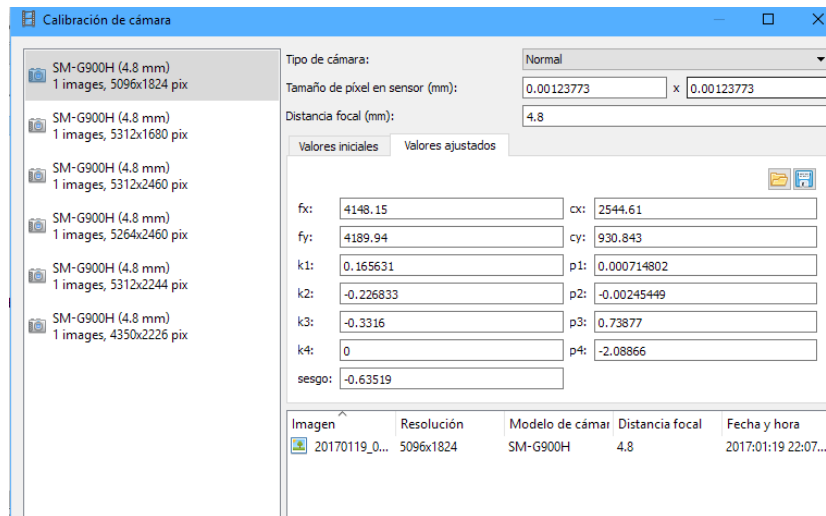 Calibración de cámara
SM-G900H (4.8 mm)
1 images, 5096x1824 pix
SM-G900H (4.8 mm)
1 images, 5312x1680 pix
SM-G900H (4.8 mm)
1 images, 5312x2460 pix
SM-G900H (4.8 mm)
1 images, 5264x2460 pix
SM-G900H (4.8 mm)
1 images, 5312x2244 pix
SM-G900H (4.8 mm)
1 images, 4350x2226 pix
Tipo de cámara: Normal
Tamaño de píxel en sensor (mm): 0.00123773 x 0.00123773
Distancia focal (mm): 4.8
Valores iniciales Valores ajustados
fx: 4148.15 cx: 2544.61
fy: 4189.94 cy: 930.843
k1: 0.165631 p1: 0.000714802
k2: -0.226833 p2: -0.00245449
k3: -0.3316 p3: 0.73877
k4: 0 p4: -2.08866
sesgo: -0.63519
Imagen Resolución Modelo de cámar Distancia focal Fecha y hora
20170119_0... 5096x1824 SM-G900H 4.8 2017:01:19 22:07...